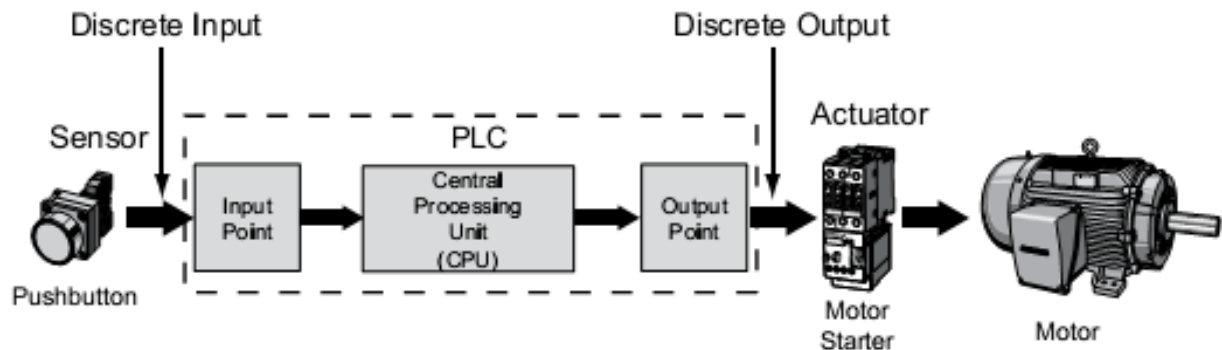 Discrete Input
Discrete Output
Sensor
PLC
Actuator
Input
Point
Central
Processing
Unit
(CPU)
Output
Point
Pushbutton
Motor
Starter
Motor